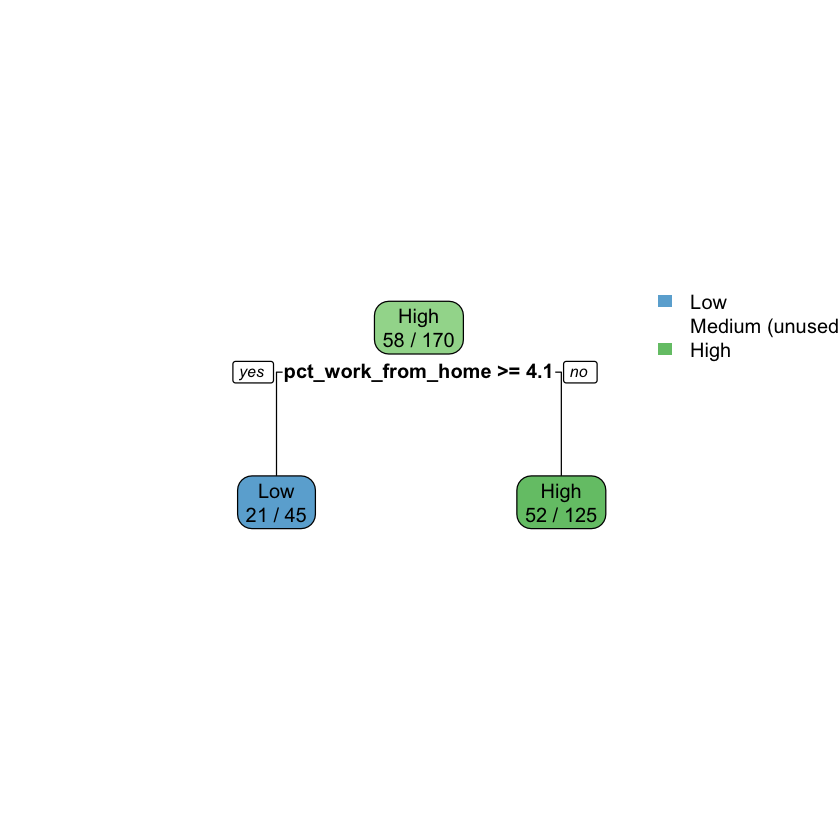 High
58 / 170
yes
pct_work_from_home >= 4.1
no
Low
21 / 45
High
52 / 125
Low
Medium (unused
High